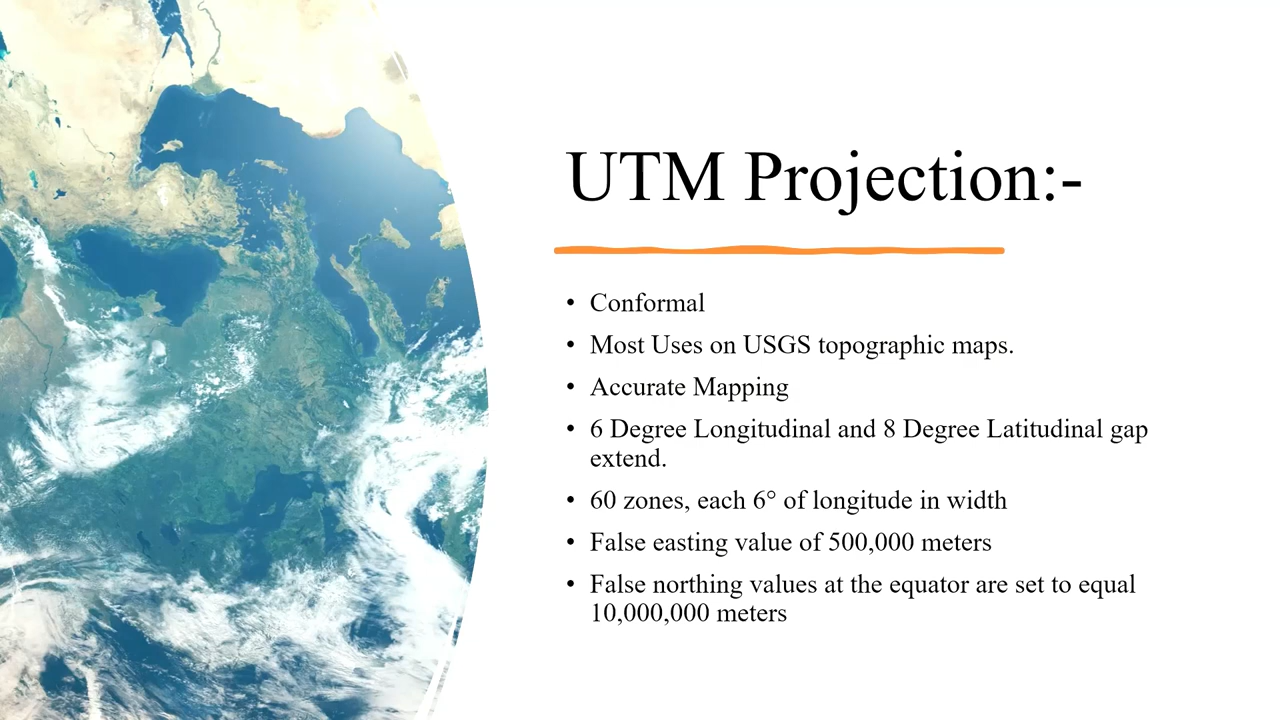 UTM Projection:-
• Conformal
• Most Uses on USGS topographic maps.
• Accurate Mapping
• 6 Degree Longitudinal and 8 Degree Latitudinal gap
extend.
• 60 zones, each 6° of longitude in width
• False easting value of 500,000 meters
• False northing values at the equator are set to equal
10,000,000 meters